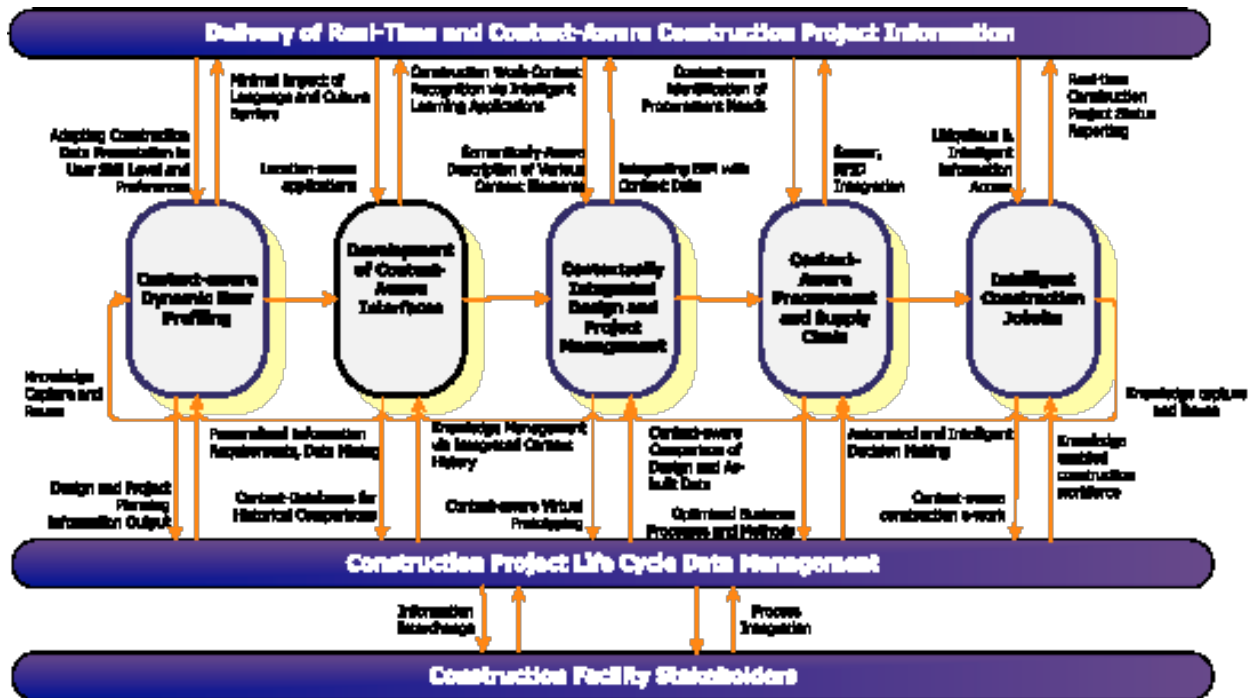 Delivery of Real-Time and Context-Aware Construction Project Information
Minimal Impact of
Language and Culture
Barriers
Adapting Construction
Data Presentation to
User Skill Level and
Preferences
Construction Work-Context
Recognition via Intelligent
Learning Applications
Location-aware
applications
Semantically-Aware
Description of Various
Context Elements
Integrating BIM with
Context Data
Context-aware
Identification of
Procurement Needs
Sensor,
RFID
Integration
Ubiquitous &
Intelligent
Information
Access
Real-time
Construction
Project Status
Reporting
Context-aware
Dynamic User
Profiling
Development
of Context-
Aware
Interfaces
Contextually
Integrated
Design and
Project
Management
Context-
Aware
Procurement
and Supply
Chain
Intelligent
Construction
Jobsite
Knowledge
Capture and
Reuse
Knowledge capture
and Reuse
Design and Project
Planning
Information Output
Personalised Information
Requirements, Data Mining
Context-Databases for
Historical Comparisons
Knowledge Management
via Integrated Context
History
Context-aware Virtual
Prototyping
Context-aware
Comparison of
Design and As-
built Data
Optimised Business
Processes and Methods
Automated and Intelligent
Decision Making
Context-aware
construction e-work
Knowledge
enabled
construction
workforce
Construction Project Life Cycle Data Management
Information
Interchange
Process
Integration
Construction Facility Stakeholders